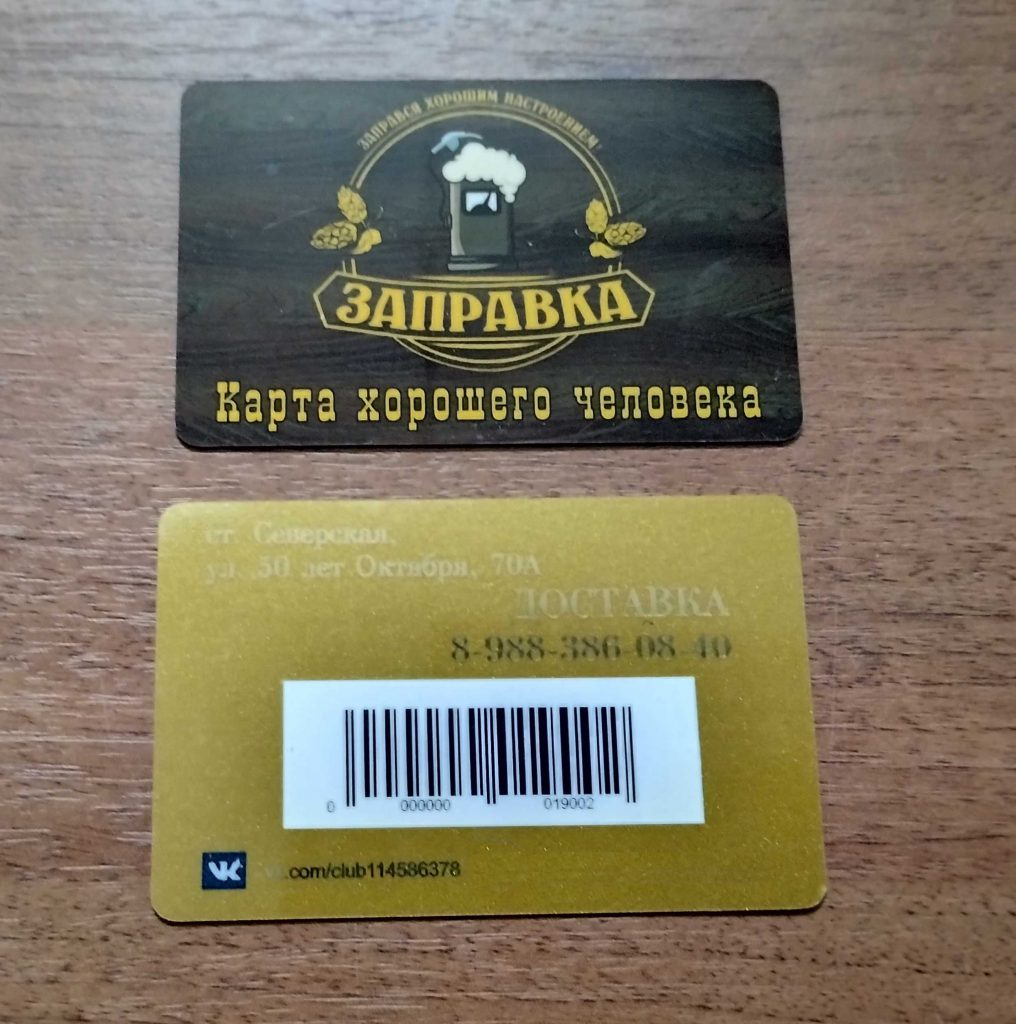 ЗАПРАВСЯ ХОРОШИМ НАСТРОЕНИЕМ!
ЗАПРАВКА
Карта хорошего человека
ст. Северская,
ул. 50 лет Октября, 70А
ДОСТАВКА
8-988-386-08-40
0 000000 019002
vk.com/club114586378